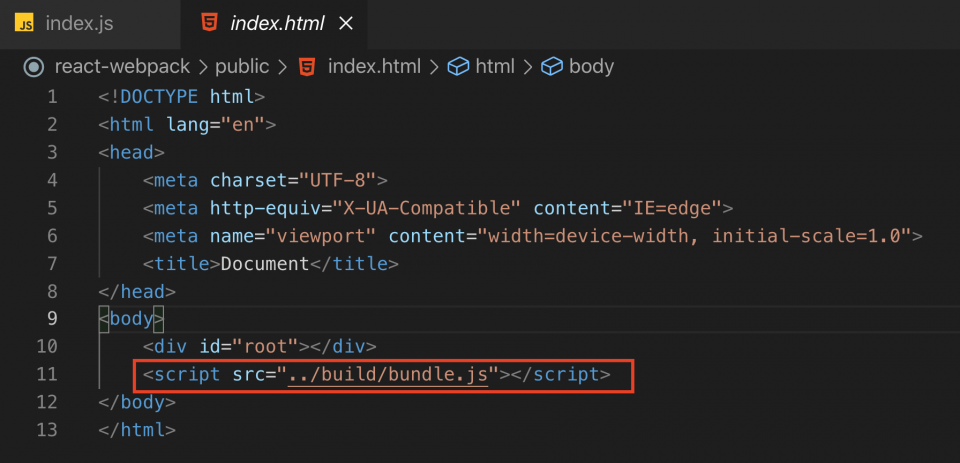 JS index.js index.html ×
react-webpack > public > index.html > html > body
1 <!DOCTYPE html>
2 <html lang="en">
3 <head>
4     <meta charset="UTF-8">
5     <meta http-equiv="X-UA-Compatible" content="IE=edge">
6     <meta name="viewport" content="width=device-width, initial-scale=1.0">
7     <title>Document</title>
8 </head>
9 <body>
10     <div id="root"></div>
11     <script src="../build/bundle.js"></script>
12 </body>
13 </html>